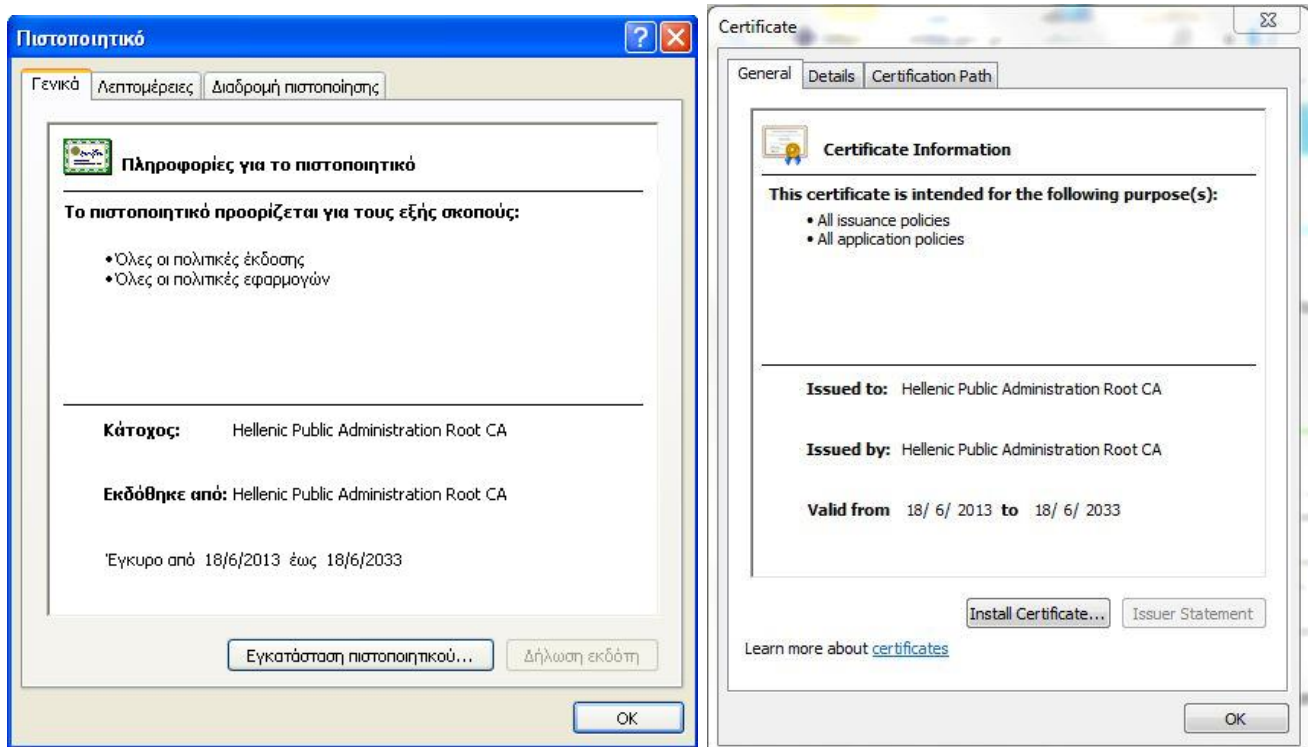 Πιστοποιητικό
Γενικά Λεπτομέρειες Διαδρομή πιστοποίησης
Πληροφορίες για το πιστοποιητικό
Το πιστοποιητικό προορίζεται για τους εξής σκοπούς:
•Όλες οι πολιτικές έκδοσης
•Όλες οι πολιτικές εφαρμογών
Κάτοχος: Hellenic Public Administration Root CA
Εκδόθηκε από: Hellenic Public Administration Root CA
Έγκυρο από 18/6/2013 έως 18/6/2033
Εγκατάσταση πιστοποιητικού... Δήλωση εκδότη
OK
Certificate
General Details Certification Path
Certificate Information
This certificate is intended for the following purpose(s):
• All issuance policies
• All application policies
Issued to: Hellenic Public Administration Root CA
Issued by: Hellenic Public Administration Root CA
Valid from 18/ 6/ 2013 to 18/ 6/ 2033
Install Certificate... Issuer Statement
Learn more about certificates
OK